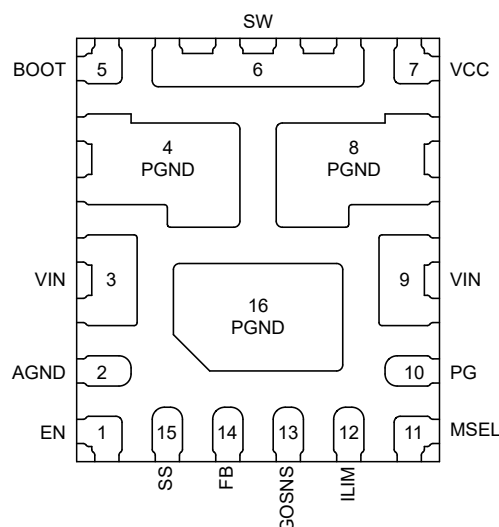 SW
BOOT 5 6 7 VCC
4 8
PGND PGND
VIN 3 9 VIN
16
PGND
AGND 2 10 PG
EN 1 15 14 13 12 11 MSEL
SS FB GOSNS ILIM